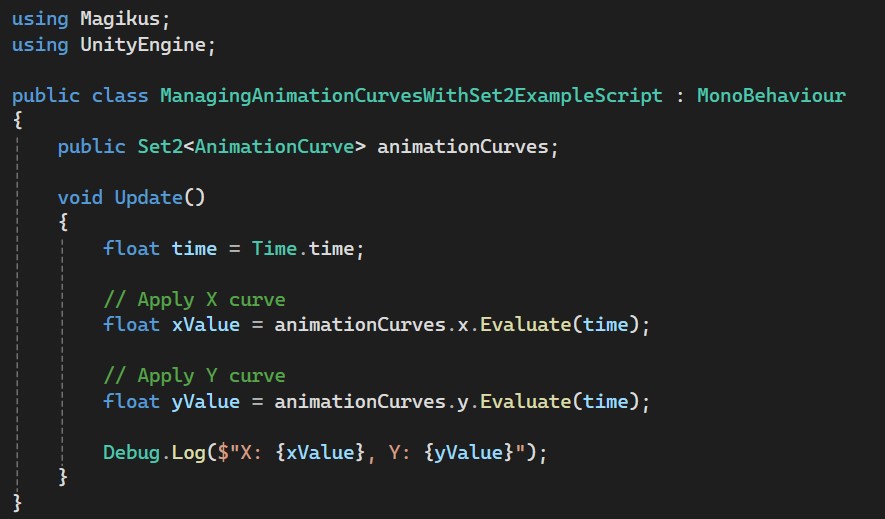 using Magikus;
using UnityEngine;

public class ManagingAnimationCurvesWithSet2ExampleScript : MonoBehaviour
{
    public Set2<AnimationCurve> animationCurves;

    void Update()
    {
        float time = Time.time;

        // Apply X curve
        float xValue = animationCurves.x.Evaluate(time);

        // Apply Y curve
        float yValue = animationCurves.y.Evaluate(time);

        Debug.Log($"X: {xValue}, Y: {yValue}");
    }
}